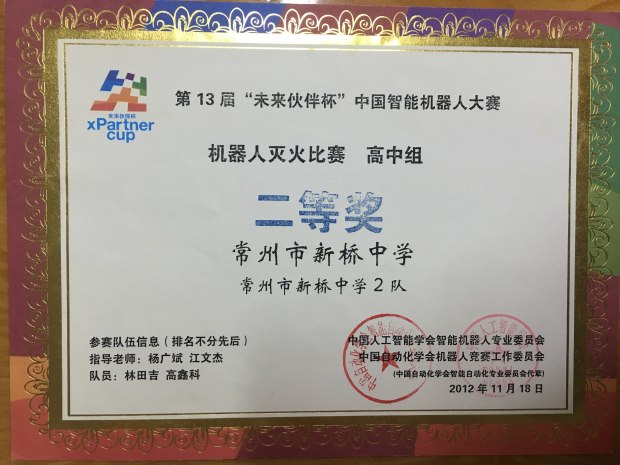 未来伙伴杯
xPartner
cup
第13届“未来伙伴杯”中国智能机器人大赛
机器人灭火比赛 高中组
二等奖
常州市新桥中学
常州市新桥中学2队
参赛队伍信息（排名不分先后）
指导老师：杨广斌 江文杰
队员：林田吉 高鑫科
中国人工智能学会智能机器人专业委员会
中国自动化学会机器人竞赛工作委员会
（中国自动化学会智能自动化专业委员会代章）
2012年11月18日